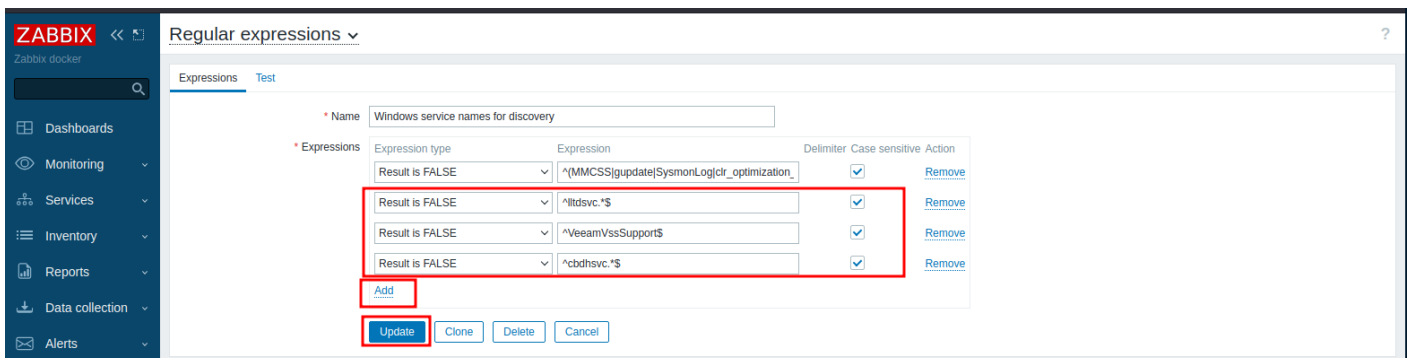 ZABBIX
Regular expressions
?
Zabbix docker
Expressions Test
* Name Windows service names for discovery
Dashboards
* Expressions Expression type Expression Delimiter Case sensitive Action
Monitoring
Result is FALSE ^(MMCSS|gupdate|SysmonLog|clr_optimization_ Remove
Services
Result is FALSE ^lltdsvc.*$ Remove
Inventory
Result is FALSE ^VeeamVssSupport$ Remove
Reports
Result is FALSE ^cbdhsvc.*$ Remove
Add
Data collection
Update Clone Delete Cancel
Alerts